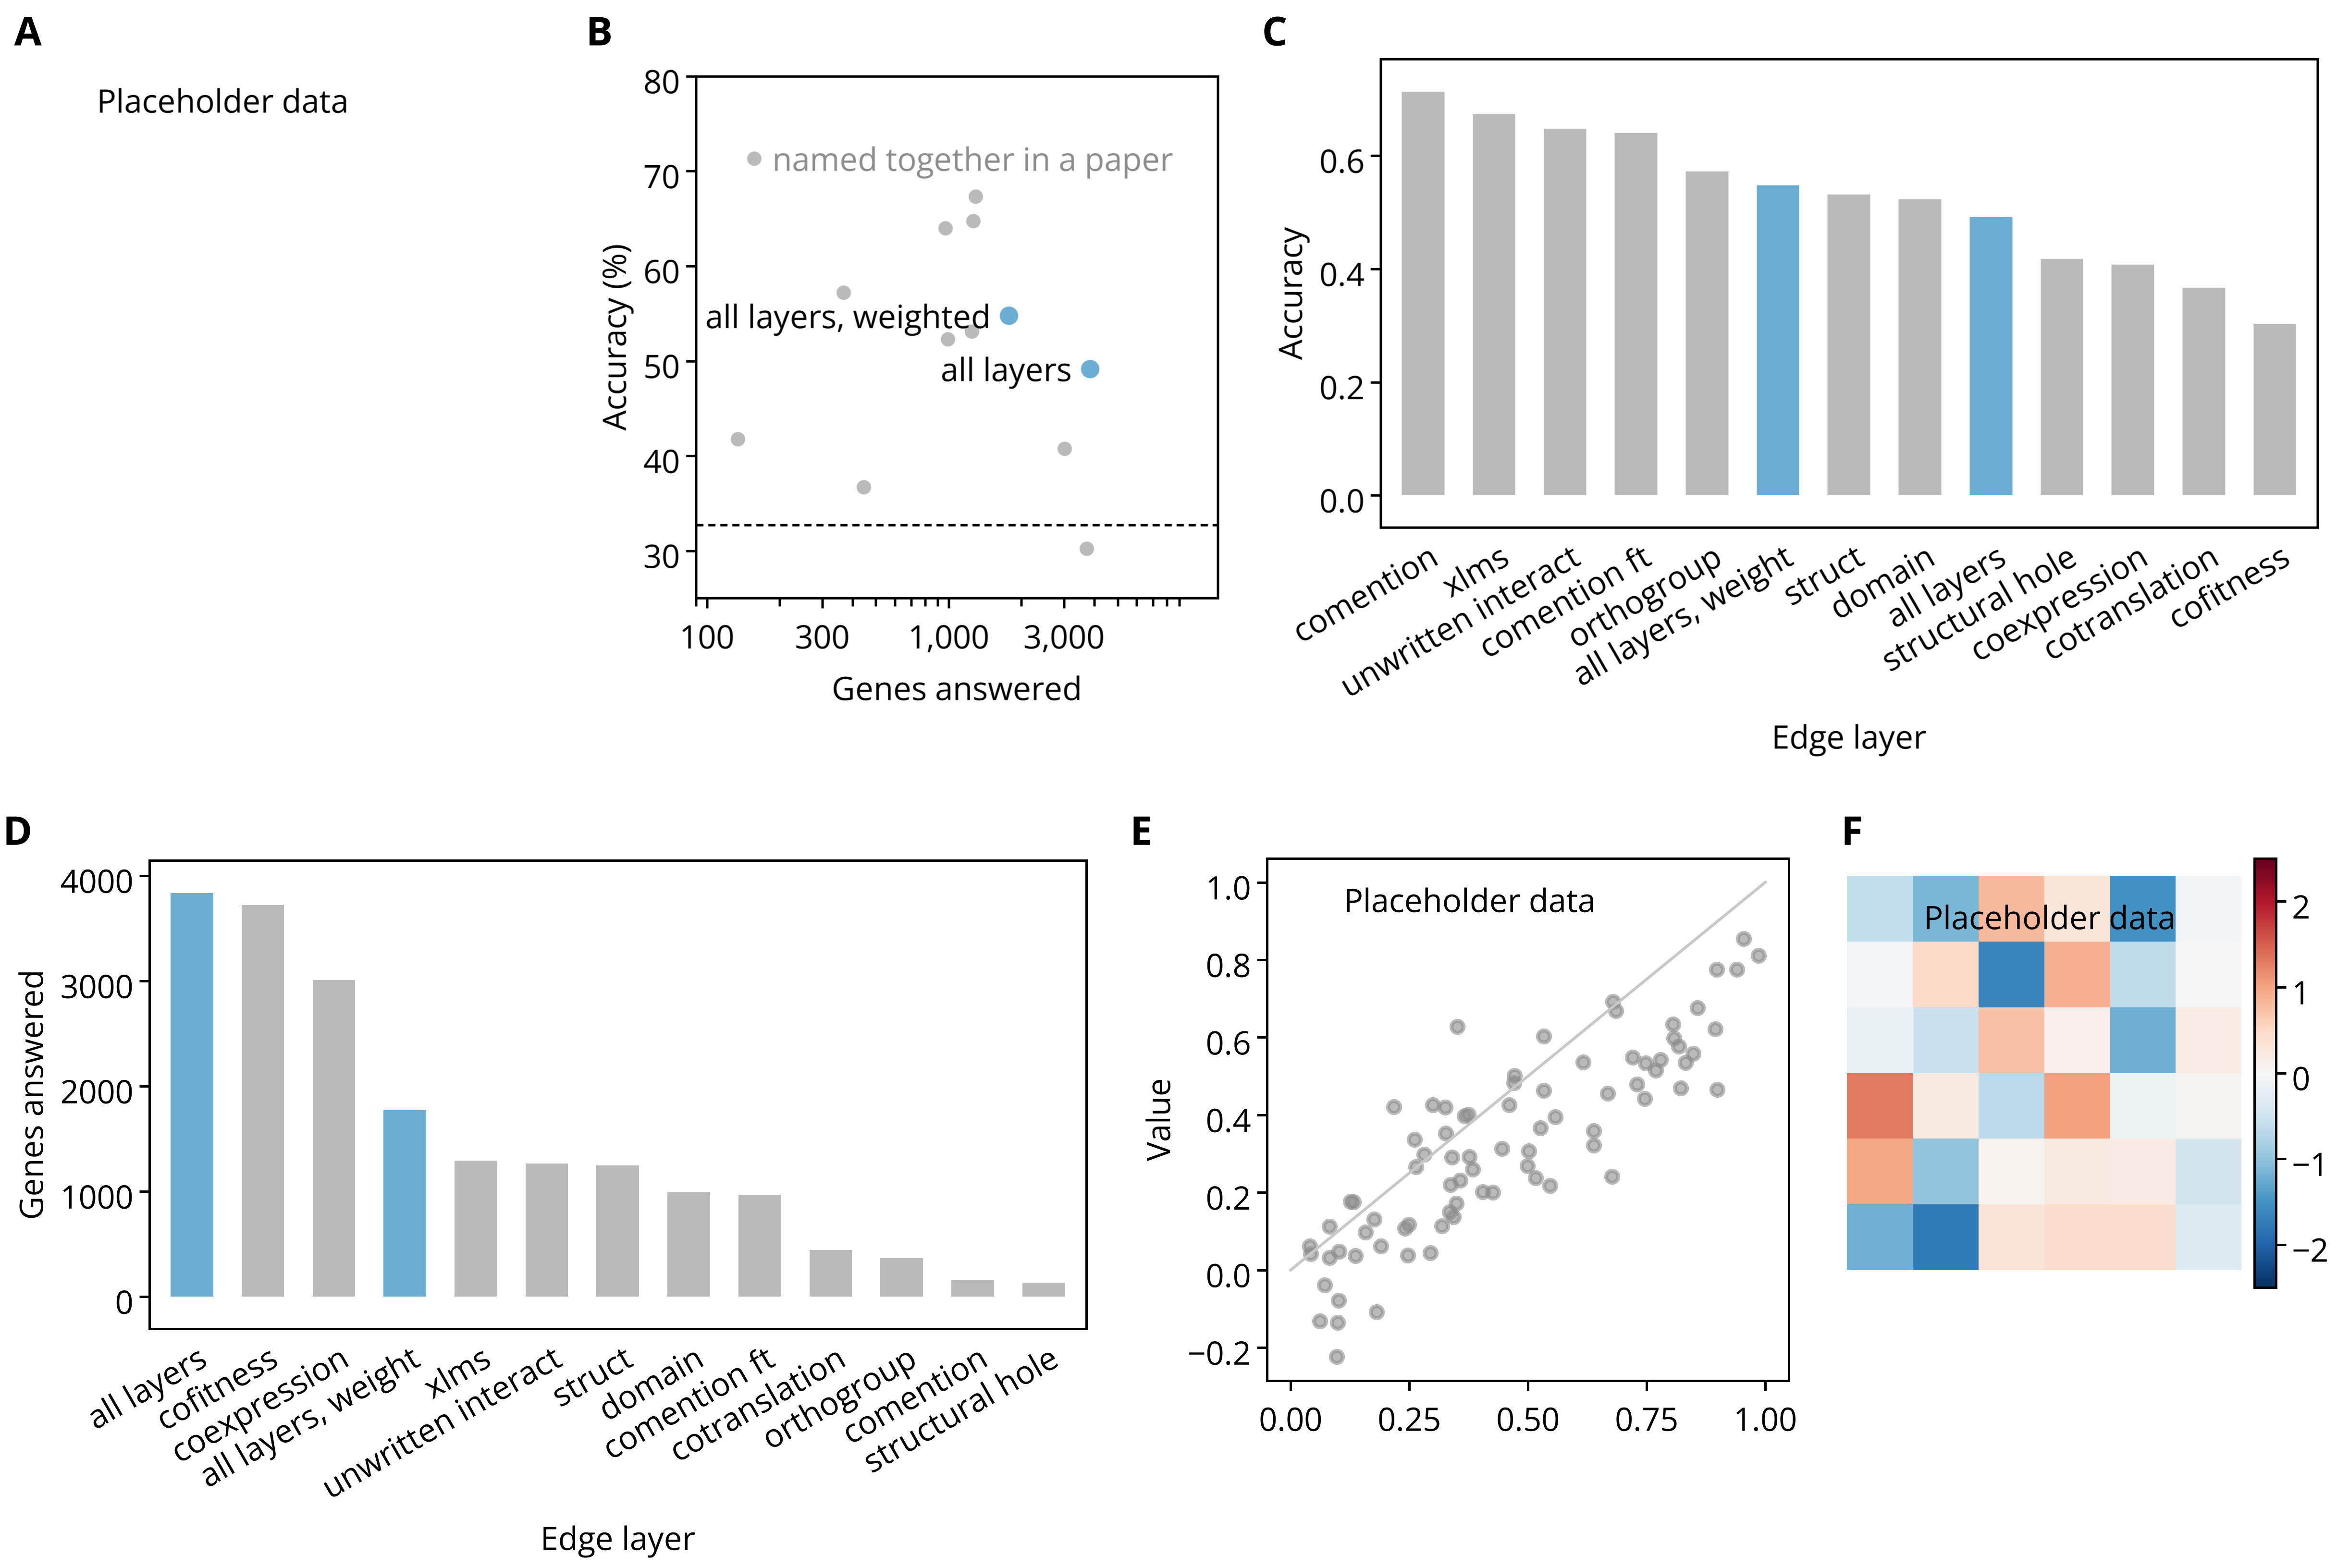 A
Placeholder data
B
80
70
60
50
40
30
Accuracy (%)
named together in a paper
all layers, weighted
all layers
100
300
1,000
3,000
Genes answered
C
0.6
0.4
0.2
0.0
Accuracy
comention
xlms
unwritten interact
comention ft
orthogroup
all layers, weight
struct
domain
all layers
structural hole
coexpression
cotranslation
cofitness
Edge layer
D
4000
3000
2000
1000
0
Genes answered
all layers
cofitness
coexpression
all layers, weight
xlms
unwritten interact
struct
domain
comention ft
cotranslation
orthogroup
comention
structural hole
Edge layer
E
Placeholder data
1.0
0.8
0.6
0.4
0.2
0.0
−0.2
Value
0.00
0.25
0.50
0.75
1.00
F
Placeholder data
2
1
0
−1
−2